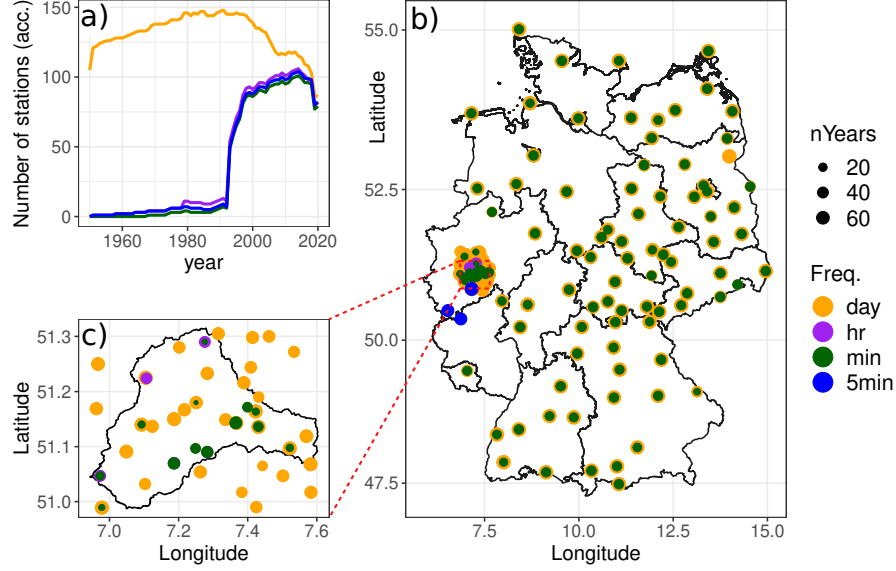 a)
Number of stations (acc.)
150
100
50
0
1960
1980
2000
2020
year
b)
Latitude
55.0
52.5
50.0
47.5
7.5
10.0
12.5
15.0
Longitude
nYears
20
40
60
Freq.
day
hr
min
5min
c)
Latitude
51.3
51.2
51.1
51.0
7.0
7.2
7.4
7.6
Longitude